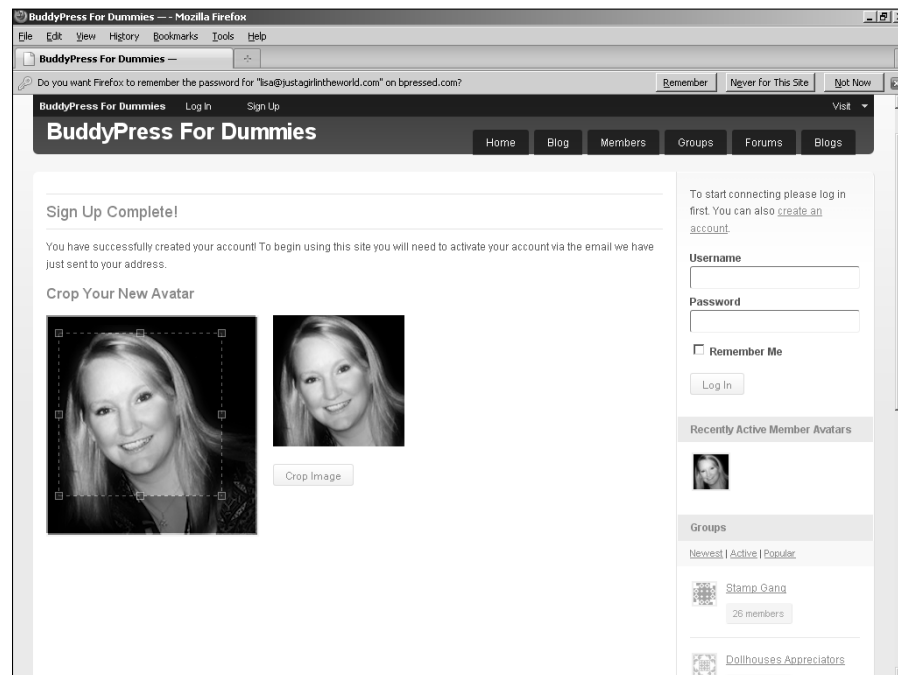 BuddyPress For Dummies — - Mozilla Firefox
File Edit View History Bookmarks Tools Help
BuddyPress For Dummies —
Do you want Firefox to remember the password for "lisa@justagirlintheworld.com" on bpressed.com?
Remember Never for This Site Not Now
BuddyPress For Dummies Log In Sign Up Visit
BuddyPress For Dummies
Home Blog Members Groups Forums Blogs
Sign Up Complete!
You have successfully created your account! To begin using this site you will need to activate your account via the email we have
just sent to your address.
Crop Your New Avatar
Crop Image
To start connecting please log in
first. You can also create an
account.
Username
Password
Remember Me
Log In
Recently Active Member Avatars
Groups
Newest | Active | Popular
Stamp Gang
26 members
Dollhouses Appreciators